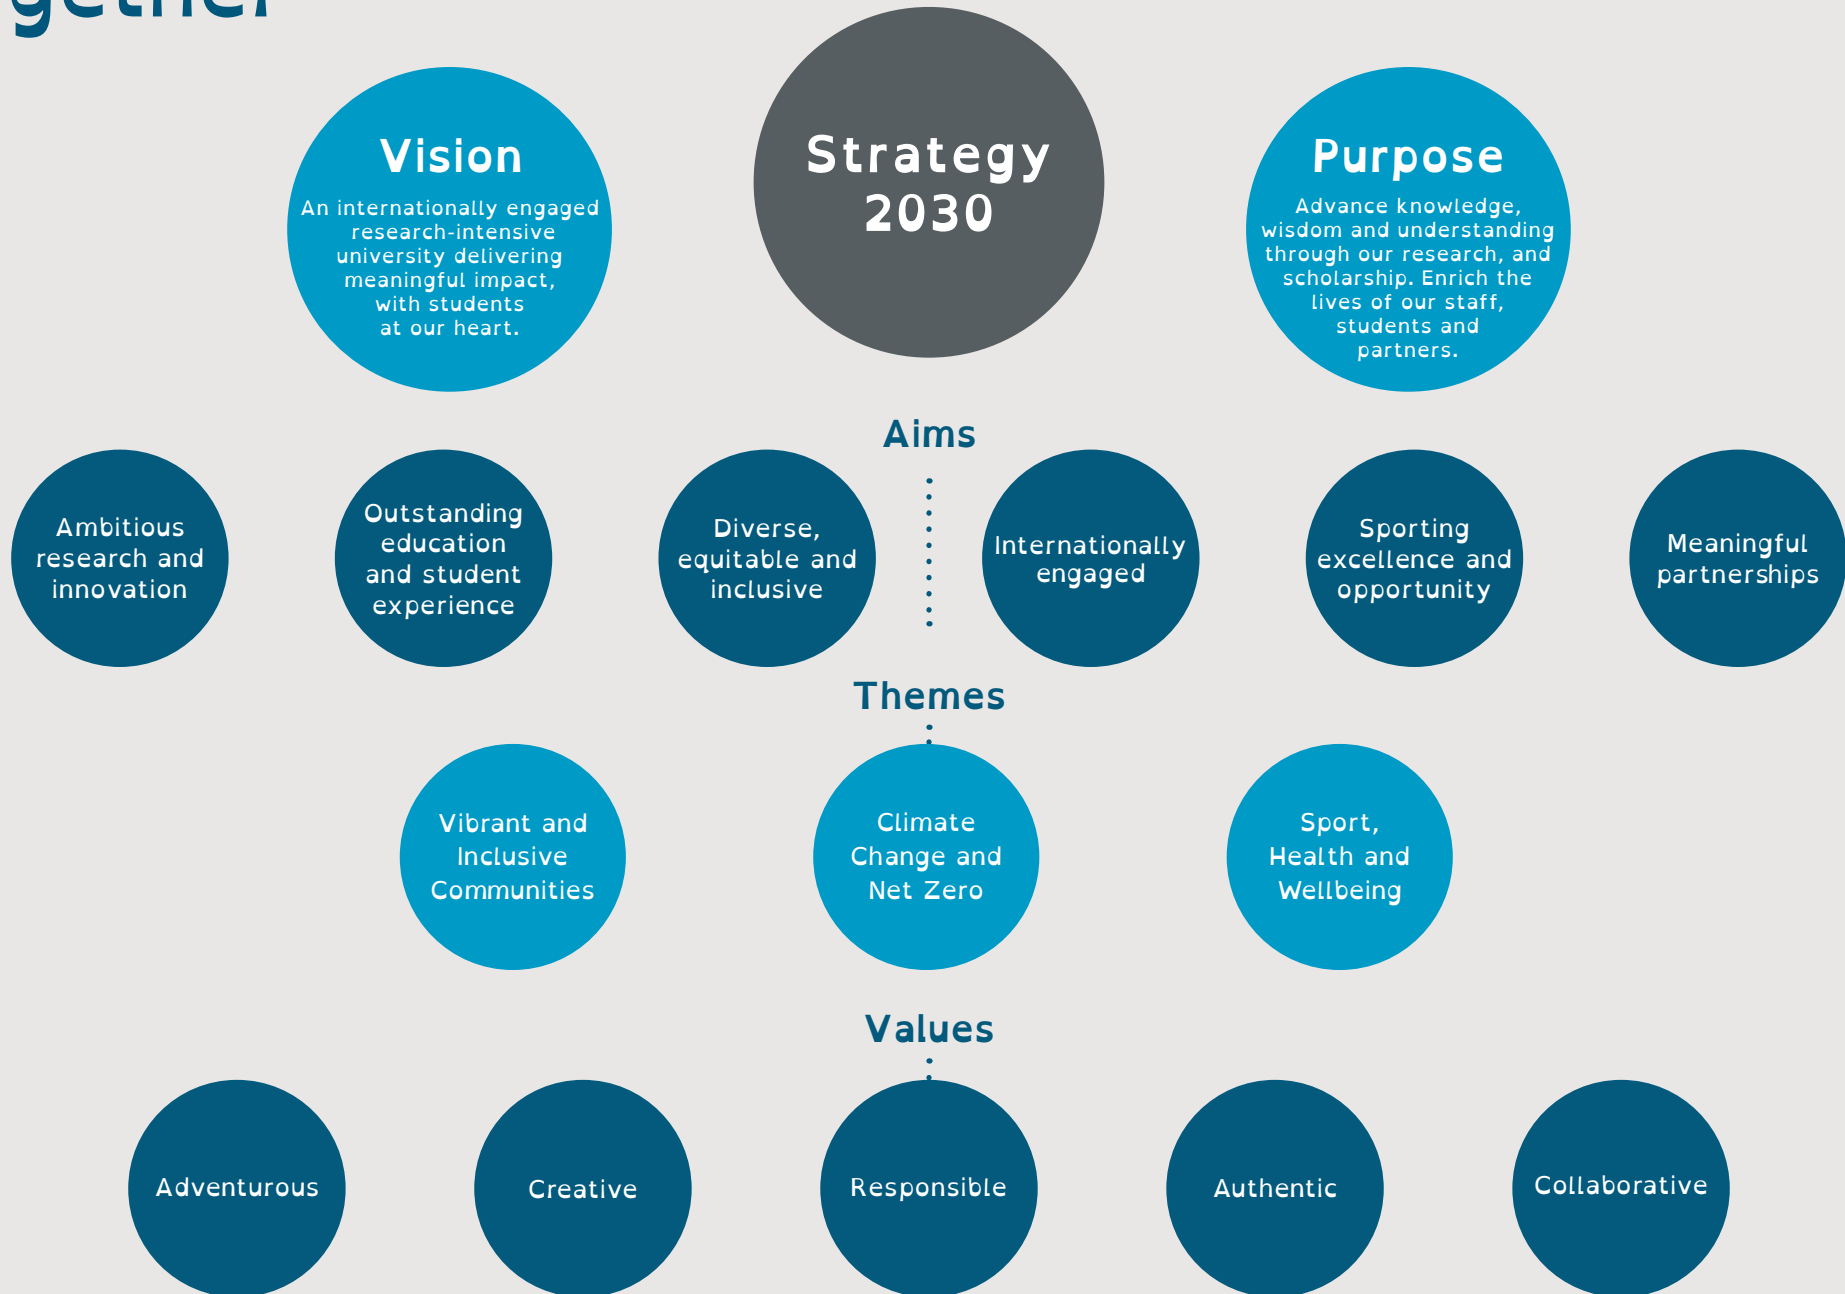 Strategy
2030
Vision
An internationally engaged
research-intensive
university delivering
meaningful impact,
with students
at our heart.
Purpose
Advance knowledge,
wisdom and understanding
through our research, and
scholarship. Enrich the
lives of our staff,
students and
partners.
Aims
Ambitious
research and
innovation
Outstanding
education
and student
experience
Diverse,
equitable and
inclusive
Internationally
engaged
Sporting
excellence and
opportunity
Meaningful
partnerships
Themes
Vibrant and
Inclusive
Communities
Climate
Change and
Net Zero
Sport,
Health and
Wellbeing
Values
Adventurous
Creative
Responsible
Authentic
Collaborative